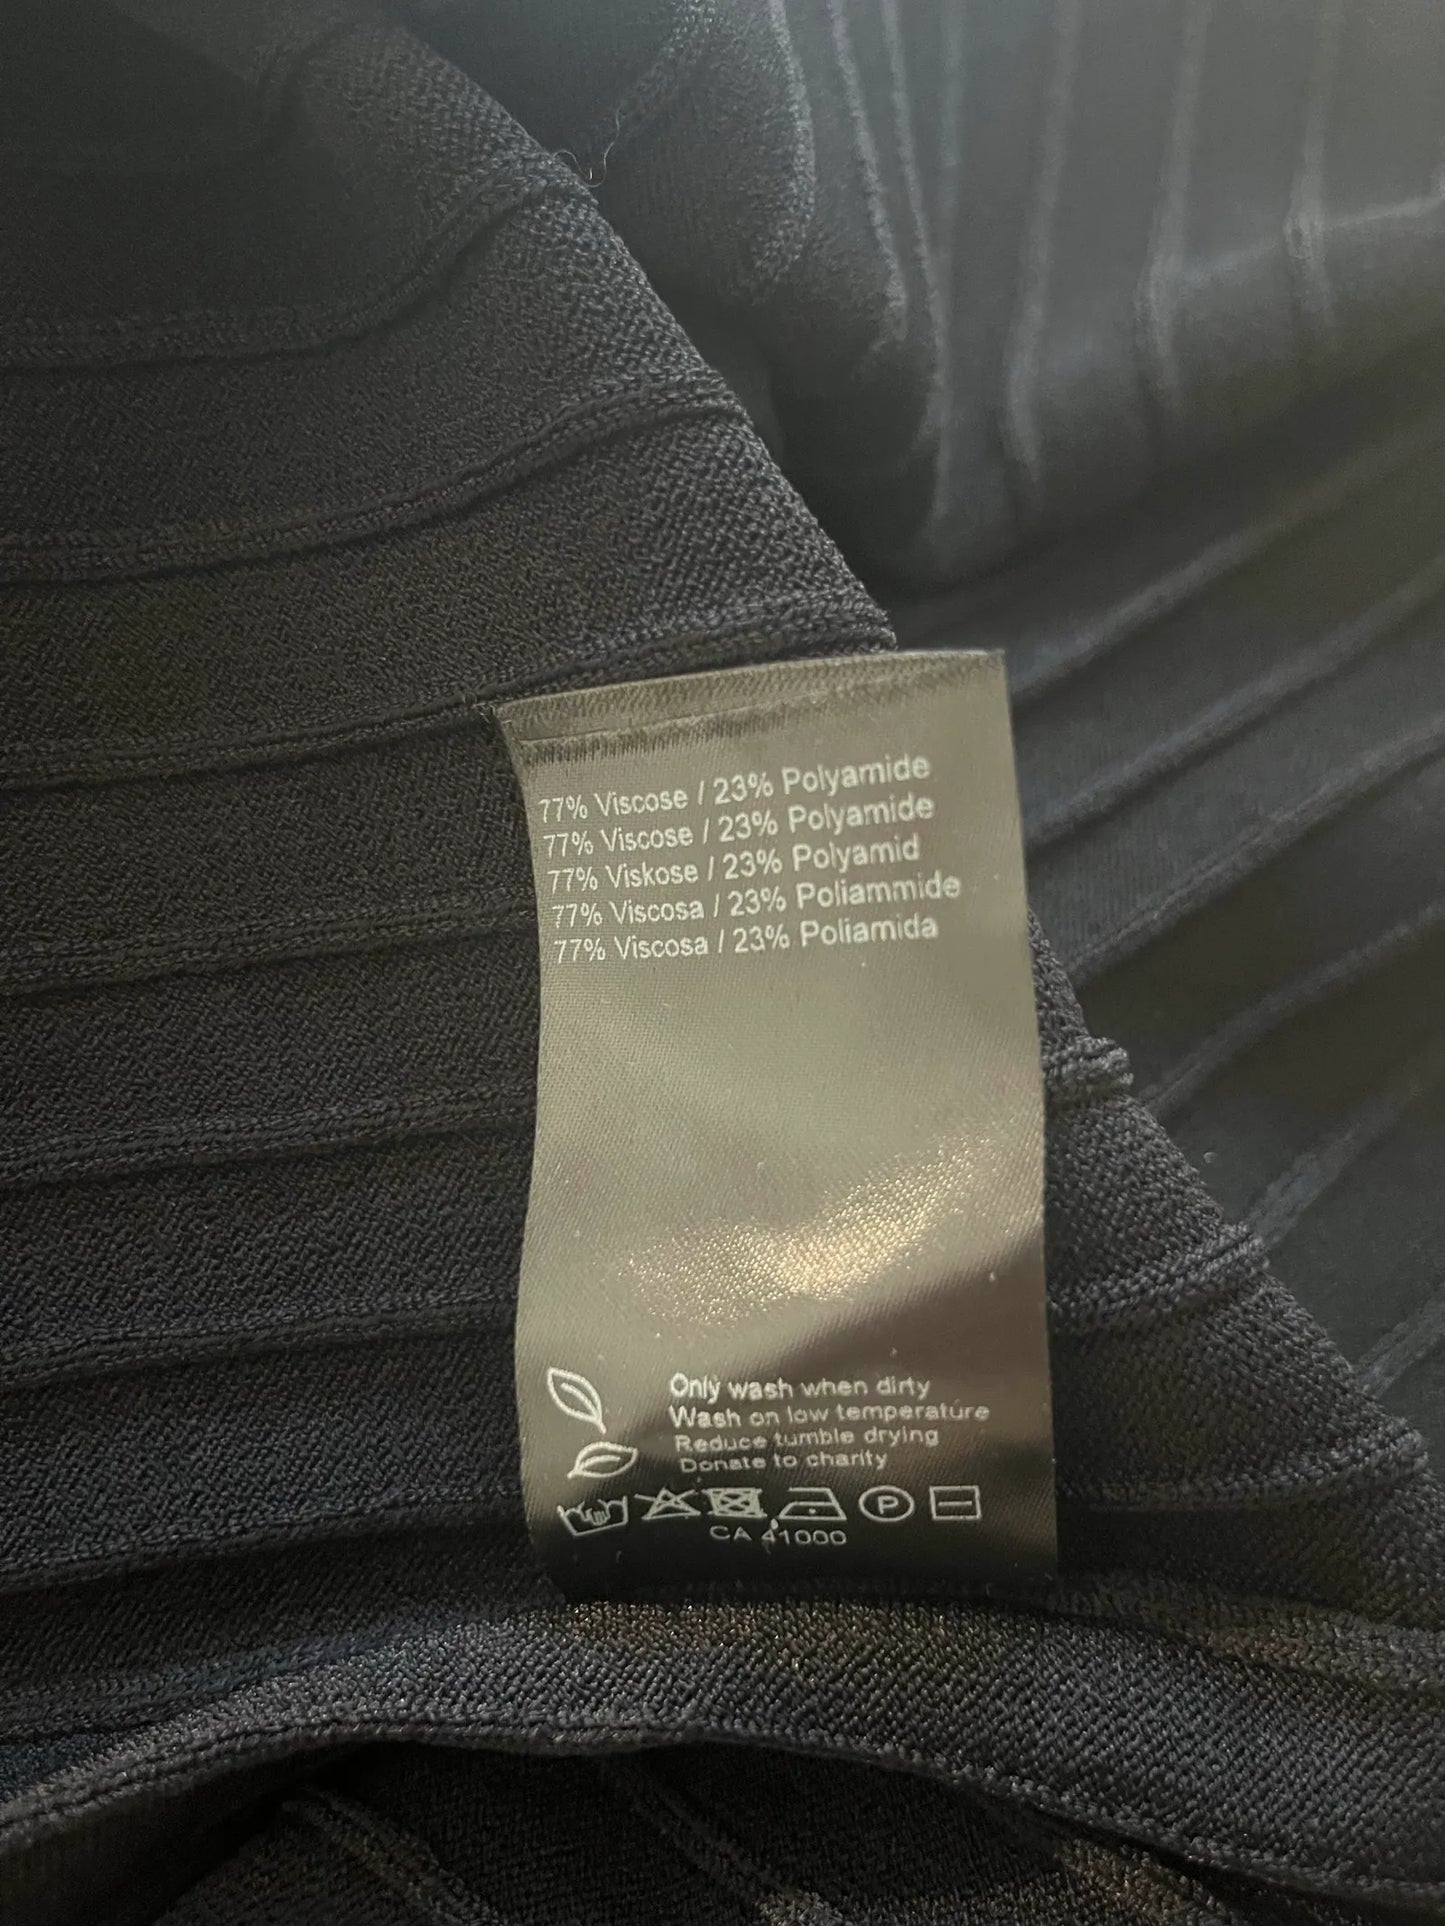 77% Viscose / 23% Polyamide
77% Viscose / 23% Polyamide
77% Viskose / 23% Polyamid
77% Viscosa / 23% Poliammide
77% Viscosa / 23% Poliamida
Only wash when dirty
Wash on low temperature
Reduce tumble drying
Donate to charity
P
CA 41000